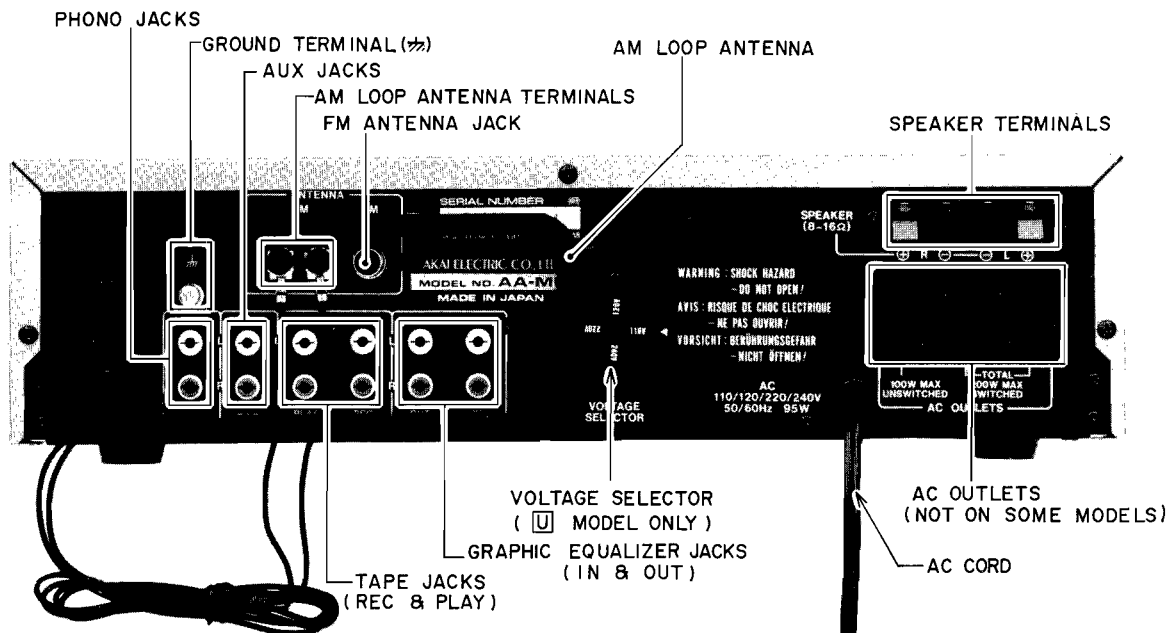 PHONO JACKS
GROUND TERMINAL (⏚)
AUX JACKS
AM LOOP ANTENNA TERMINALS
FM ANTENNA JACK
AM LOOP ANTENNA
SPEAKER TERMINALS
SERIAL NUMBER
AKAI ELECTRIC CO., LTD
MODEL NO. AA-M
MADE IN JAPAN
SPEAKER
(8-16Ω)
⊕ R ⊖ ⊖ L ⊕
WARNING : SHOCK HAZARD
- DO NOT OPEN!
AVIS : RISQUE DE CHOC ELECTRIQUE
- NE PAS OUVRIR!
VORSICHT : BERÜHRUNGSGEFAHR
- NICHT ÖFFNEN!
120V
220V
110V
240V
VOLTAGE
SELECTOR
AC
110/120/220/240V
50/60Hz 95W
100W MAX
UNSWITCHED
TOTAL
SWITCHED
AC OUTLETS
VOLTAGE SELECTOR
( U MODEL ONLY )
GRAPHIC EQUALIZER JACKS
(IN & OUT)
TAPE JACKS
(REC & PLAY)
AC OUTLETS
(NOT ON SOME MODELS)
AC CORD